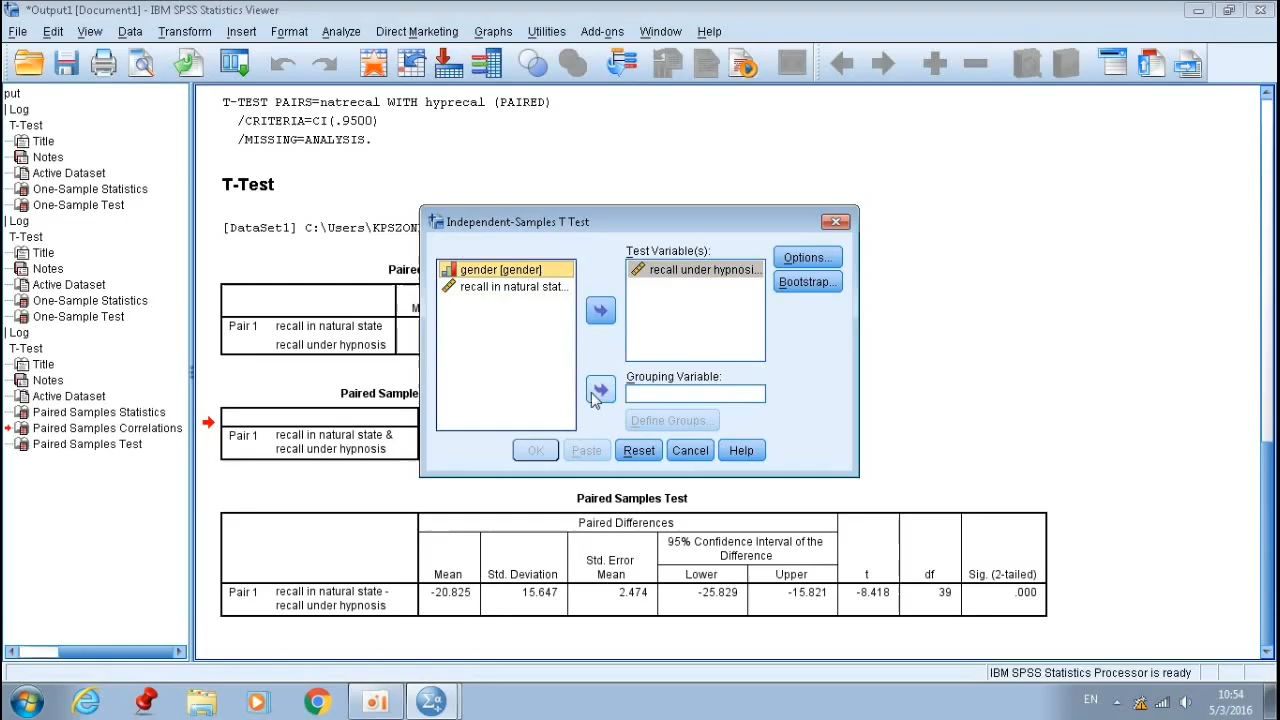 *Output1 [Document1] - IBM SPSS Statistics Viewer
File Edit View Data Transform Insert Format Analyze Direct Marketing Graphs Utilities Add-ons Window Help
put
Log
T-Test
Title
Notes
Active Dataset
One-Sample Statistics
One-Sample Test
Log
T-Test
Title
Notes
Active Dataset
One-Sample Statistics
One-Sample Test
Log
T-Test
Title
Notes
Active Dataset
Paired Samples Statistics
Paired Samples Correlations
Paired Samples Test
T-TEST PAIRS=natrecal WITH hyprecal (PAIRED)
/CRITERIA=CI(.9500)
/MISSING=ANALYSIS.
T-Test
[DataSet1] C:\Users\KPSZON
Paire
M
Pair 1 recall in natural state
recall under hypnosis
Paired Sample
Pair 1 recall in natural state &
recall under hypnosis
Independent-Samples T Test
gender [gender]
recall in natural stat...
Test Variable(s):
recall under hypnosi...
Options...
Bootstrap...
Grouping Variable:
Define Groups...
OK Paste Reset Cancel Help
Paired Samples Test
Paired Differences
95% Confidence Interval of the
Difference
Mean Std. Deviation Std. Error
Mean Lower Upper t df Sig. (2-tailed)
Pair 1 recall in natural state - -20.825 15.647 2.474 -25.829 -15.821 -8.418 39 .000
recall under hypnosis
IBM SPSS Statistics Processor is ready
EN
10:54
5/3/2016